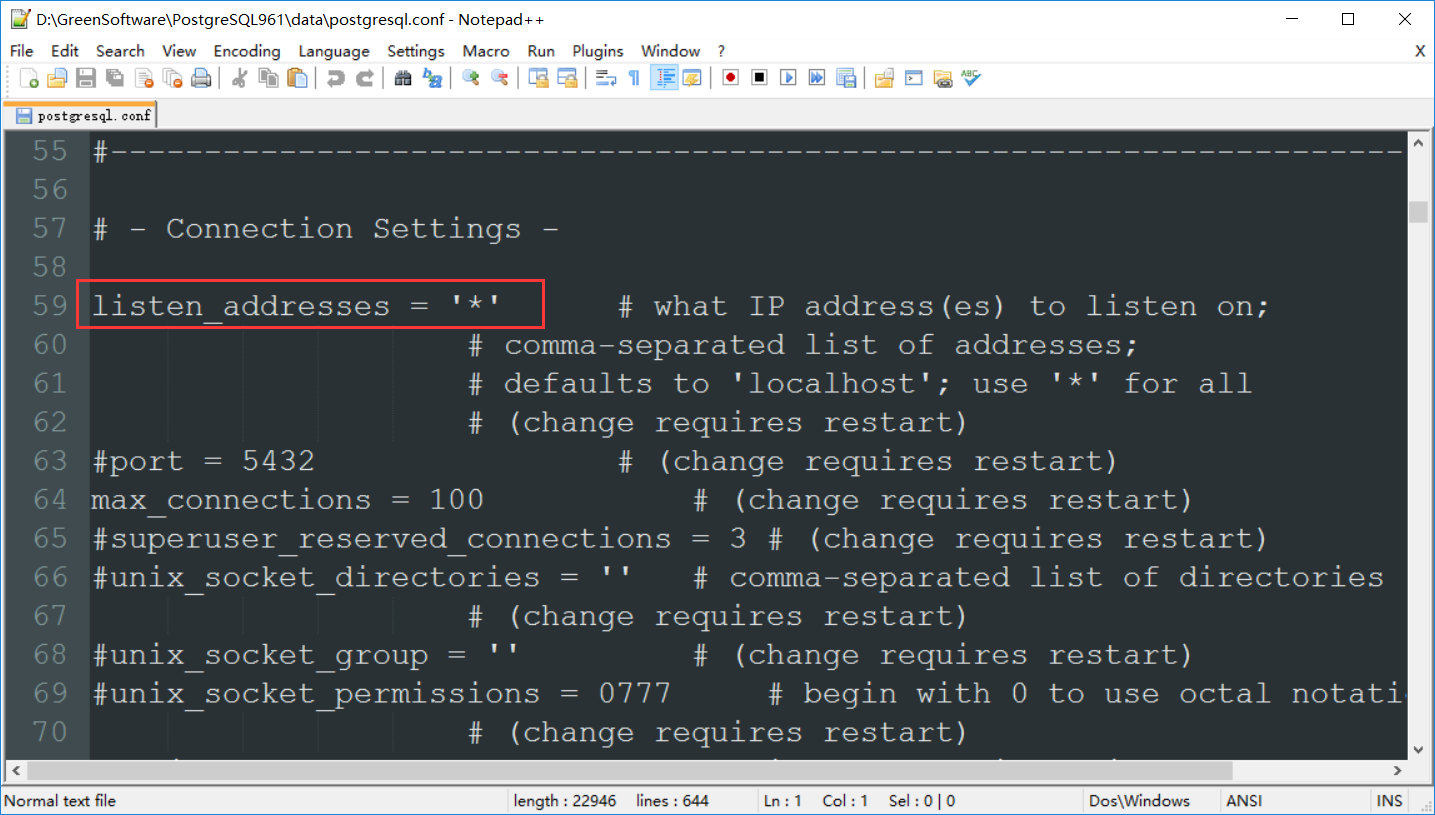 D:\GreenSoftware\PostgreSQL961\data\postgresql.conf - Notepad++
File Edit Search View Encoding Language Settings Macro Run Plugins Window ? X
postgresql.conf
55 #---------------------------------------------------------------------
56
57 # - Connection Settings -
58
59 listen_addresses = '*' # what IP address(es) to listen on;
60 # comma-separated list of addresses;
61 # defaults to 'localhost'; use '*' for all
62 # (change requires restart)
63 #port = 5432 # (change requires restart)
64 max_connections = 100 # (change requires restart)
65 #superuser_reserved_connections = 3 # (change requires restart)
66 #unix_socket_directories = '' # comma-separated list of directories
67 # (change requires restart)
68 #unix_socket_group = '' # (change requires restart)
69 #unix_socket_permissions = 0777 # begin with 0 to use octal notati
70 # (change requires restart)
Normal text file length : 22946 lines : 644 Ln : 1 Col : 1 Sel : 0 | 0 Dos\Windows ANSI INS